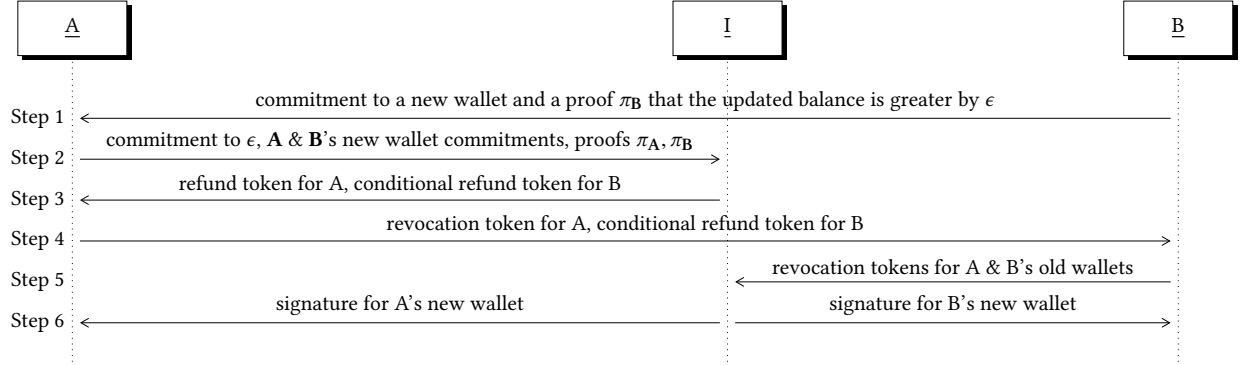 A I B
commitment to a new wallet and a proof π_B that the updated balance is greater by ϵ
Step 1
commitment to ϵ, A & B's new wallet commitments, proofs π_A, π_B
Step 2
refund token for A, conditional refund token for B
Step 3
revocation token for A, conditional refund token for B
Step 4
revocation tokens for A & B's old wallets
Step 5
signature for A's new wallet signature for B's new wallet
Step 6